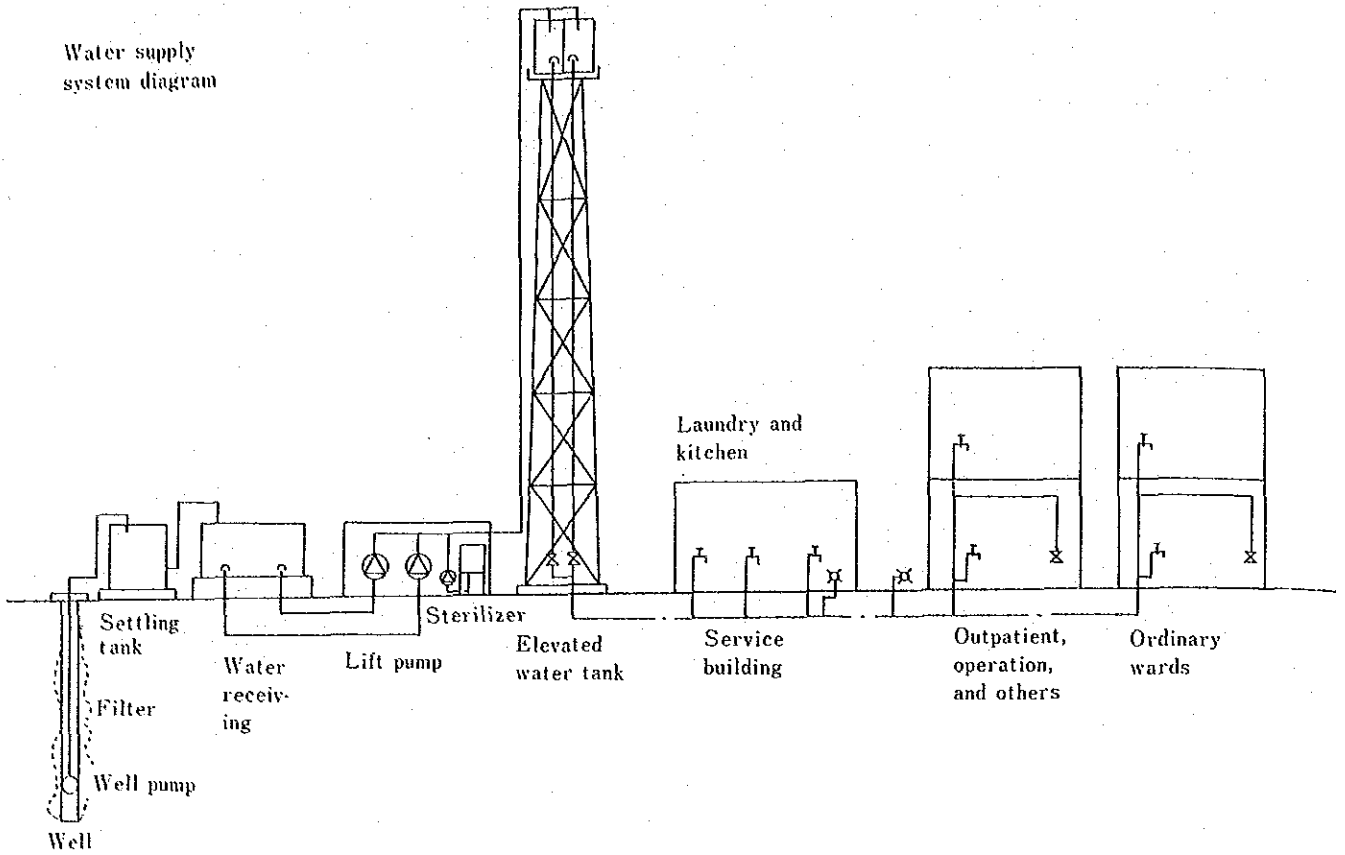 Water supply
system diagram
Laundry and
kitchen
Settling
tank
Water
receiv-
ing
Lift pump
Sterilizer
Elevated
water tank
Service
building
Outpatient,
operation,
and others
Ordinary
wards
Filter
Well pump
Well